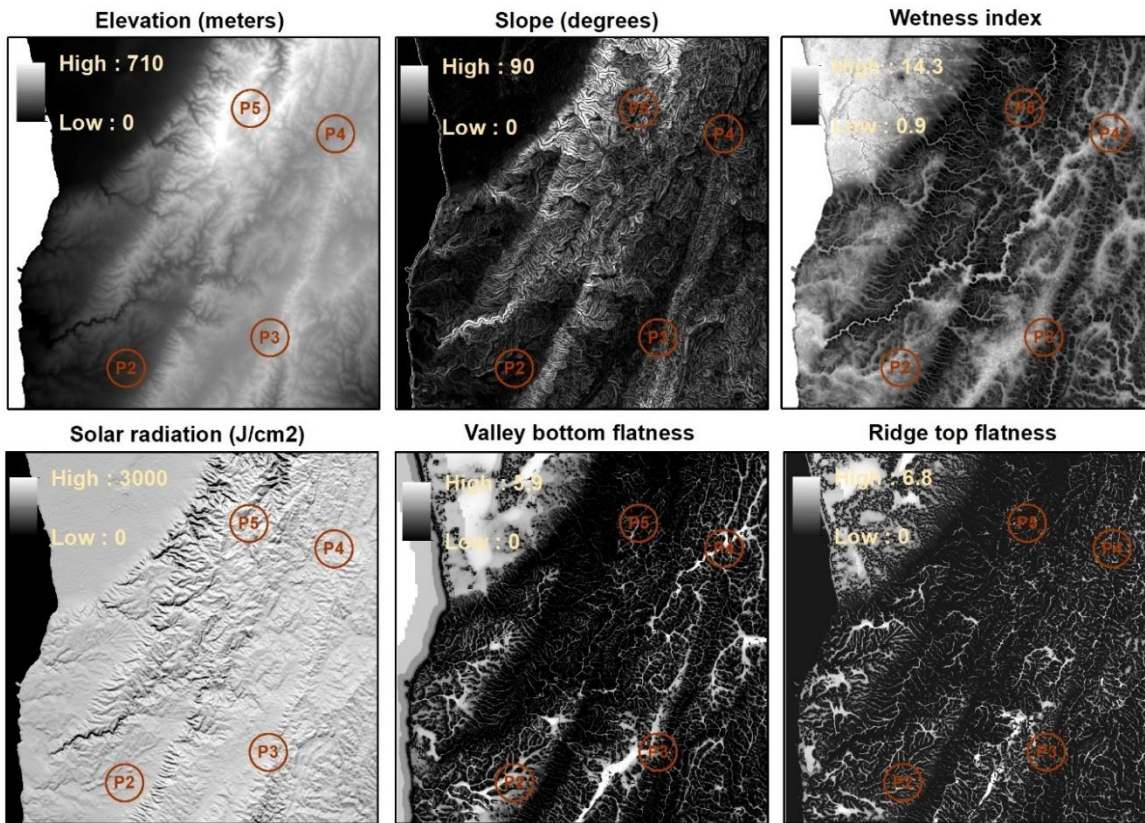 Elevation (meters)
High : 710
Low : 0
P5
P4
P3
P2
Slope (degrees)
High : 90
Low : 0
P5
P4
P3
P2
Wetness index
High : 14.3
Low : 0.9
P5
P4
P3
P2
Solar radiation (J/cm2)
High : 3000
Low : 0
P5
P4
P3
P2
Valley bottom flatness
High : 5.9
Low : 0
P5
P4
P3
P2
Ridge top flatness
High : 6.8
Low : 0
P5
P4
P3
P2